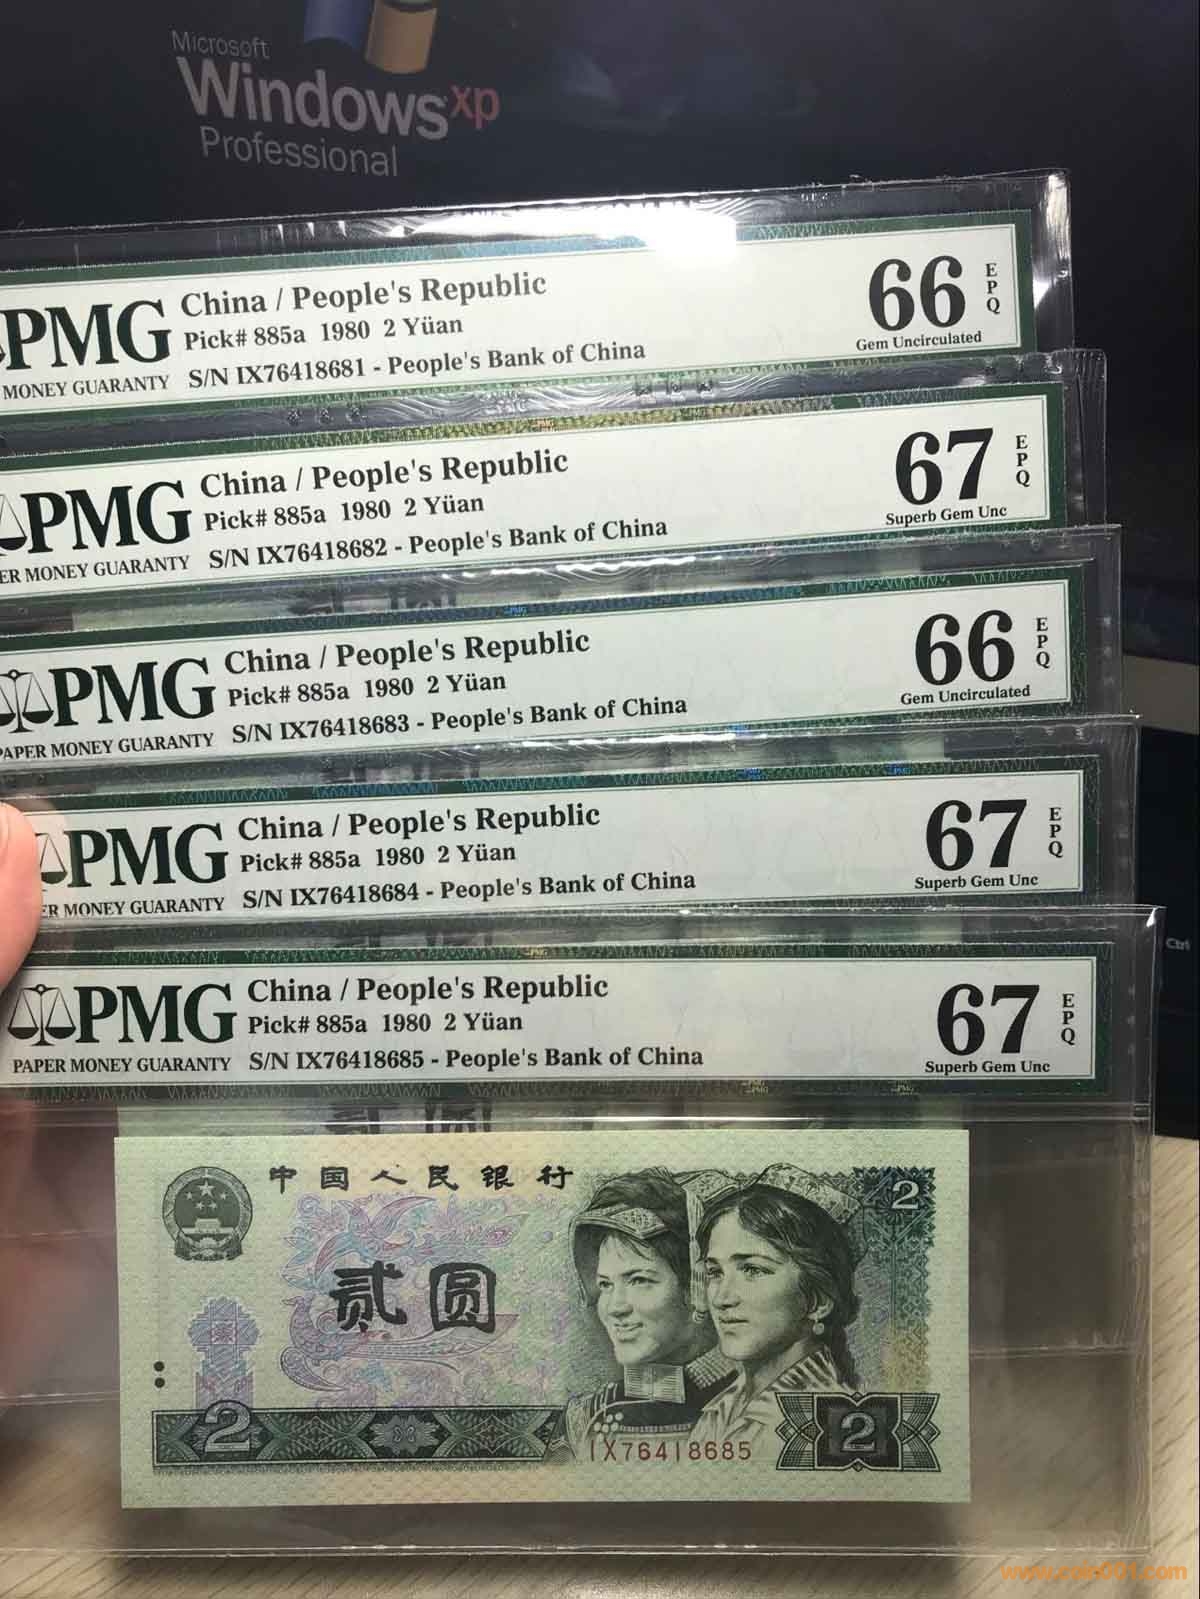 Microsoft
Windows xp
Professional
PMG
MONEY GUARANTY
China / People's Republic
Pick# 885a 1980 2 Yüan
S/N IX76418681 - People's Bank of China
66 EPQ
Gem Uncirculated
PMG
ER MONEY GUARANTY
China / People's Republic
Pick# 885a 1980 2 Yüan
S/N IX76418682 - People's Bank of China
67 EPQ
Superb Gem Unc
PMG
PAPER MONEY GUARANTY
China / People's Republic
Pick# 885a 1980 2 Yüan
S/N IX76418683 - People's Bank of China
66 EPQ
Gem Uncirculated
PMG
ER MONEY GUARANTY
China / People's Republic
Pick# 885a 1980 2 Yüan
S/N IX76418684 - People's Bank of China
67 EPQ
Superb Gem Unc
Ctrl
PMG
PAPER MONEY GUARANTY
China / People's Republic
Pick# 885a 1980 2 Yüan
S/N IX76418685 - People's Bank of China
67 EPQ
Superb Gem Unc
中国人民银行
2
贰圆
2
2
IX76418685
www.coin001.com